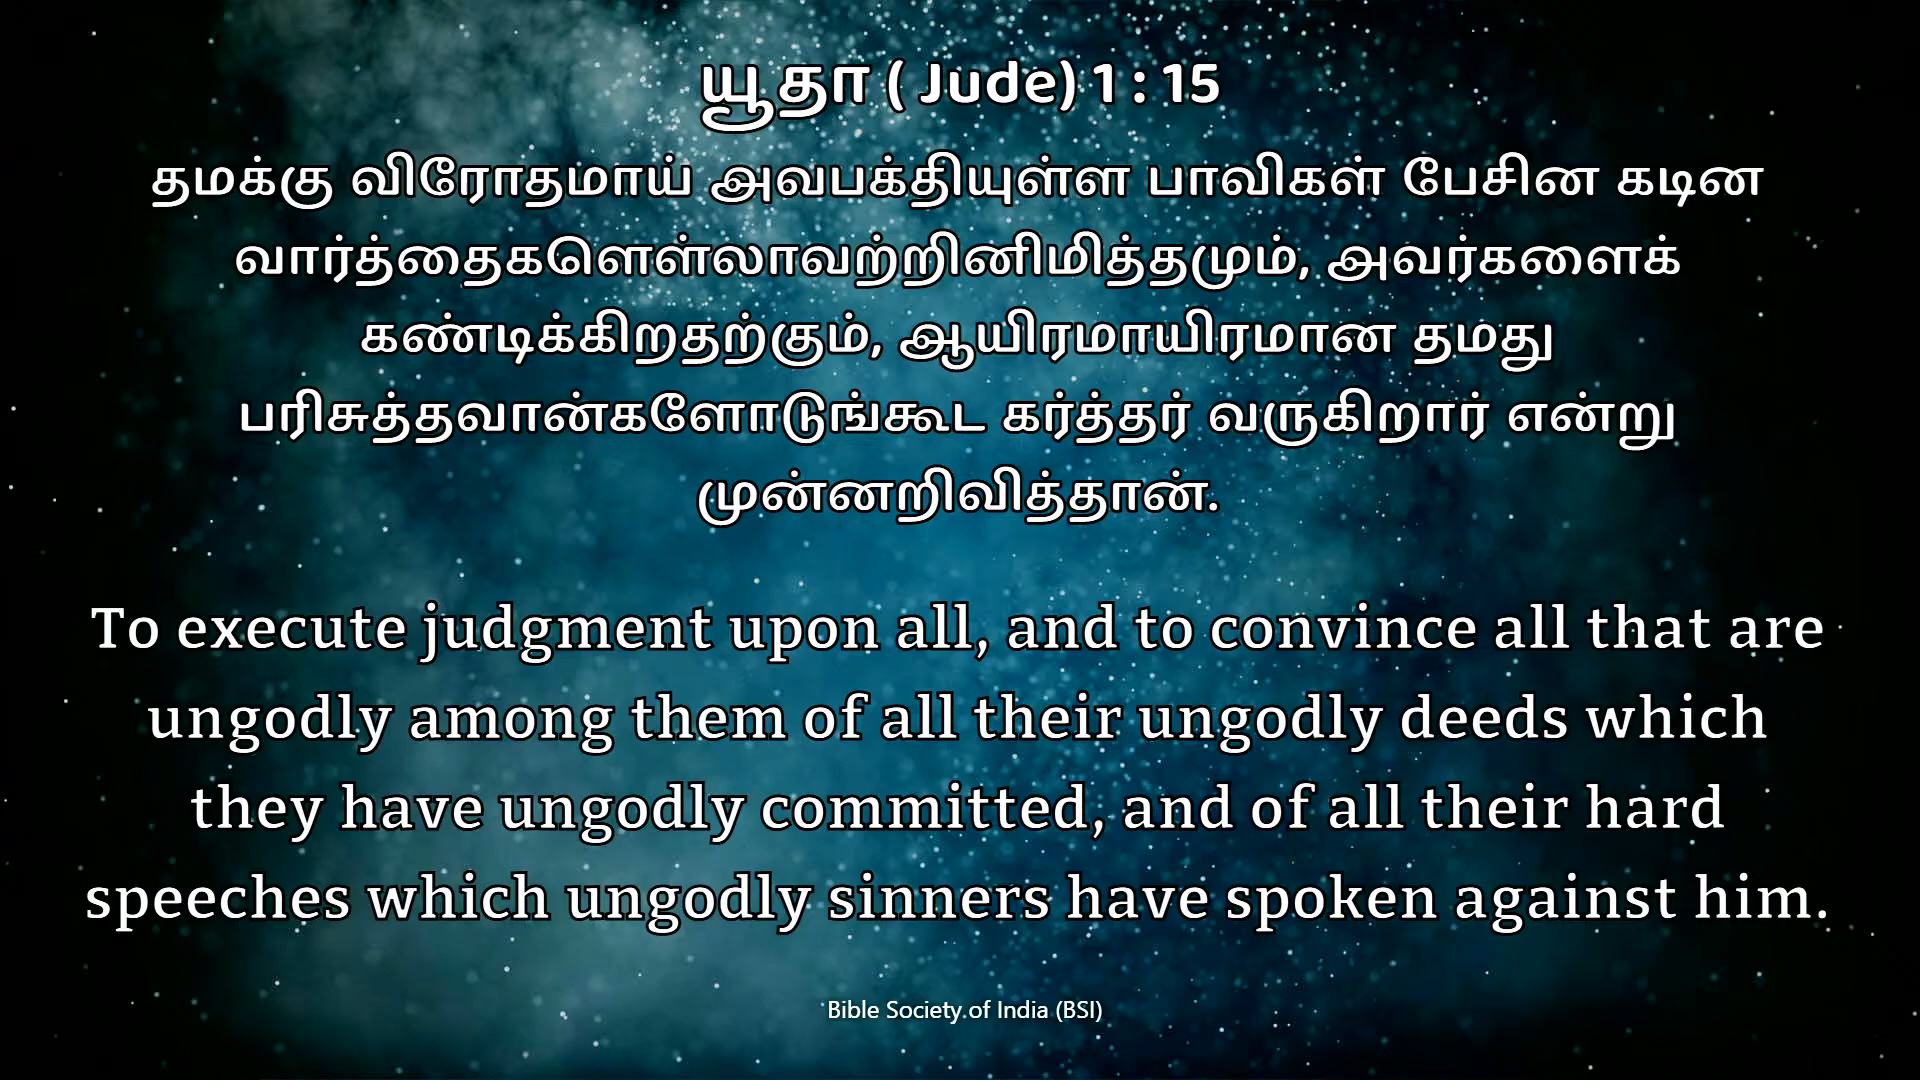 யூதா ( Jude) 1 : 15
தமக்கு விரோதமாய் அவபக்தியுள்ள பாவிகள் பேசின கடின
வார்த்தைகளெள்லாவற்றினிமித்தமும், அவர்களைக்
கண்டிக்கிறதற்கும், ஆயிரமாயிரமான தமது
பரிசுத்தவான்களோடுங்கூட கர்த்தர் வருகிறார் என்று
முன்னறிவித்தான்.
To execute judgment upon all, and to convince all that are
ungodly among them of all their ungodly deeds which
they have ungodly committed, and of all their hard
speeches which ungodly sinners have spoken against him.
Bible Society of India (BSI)